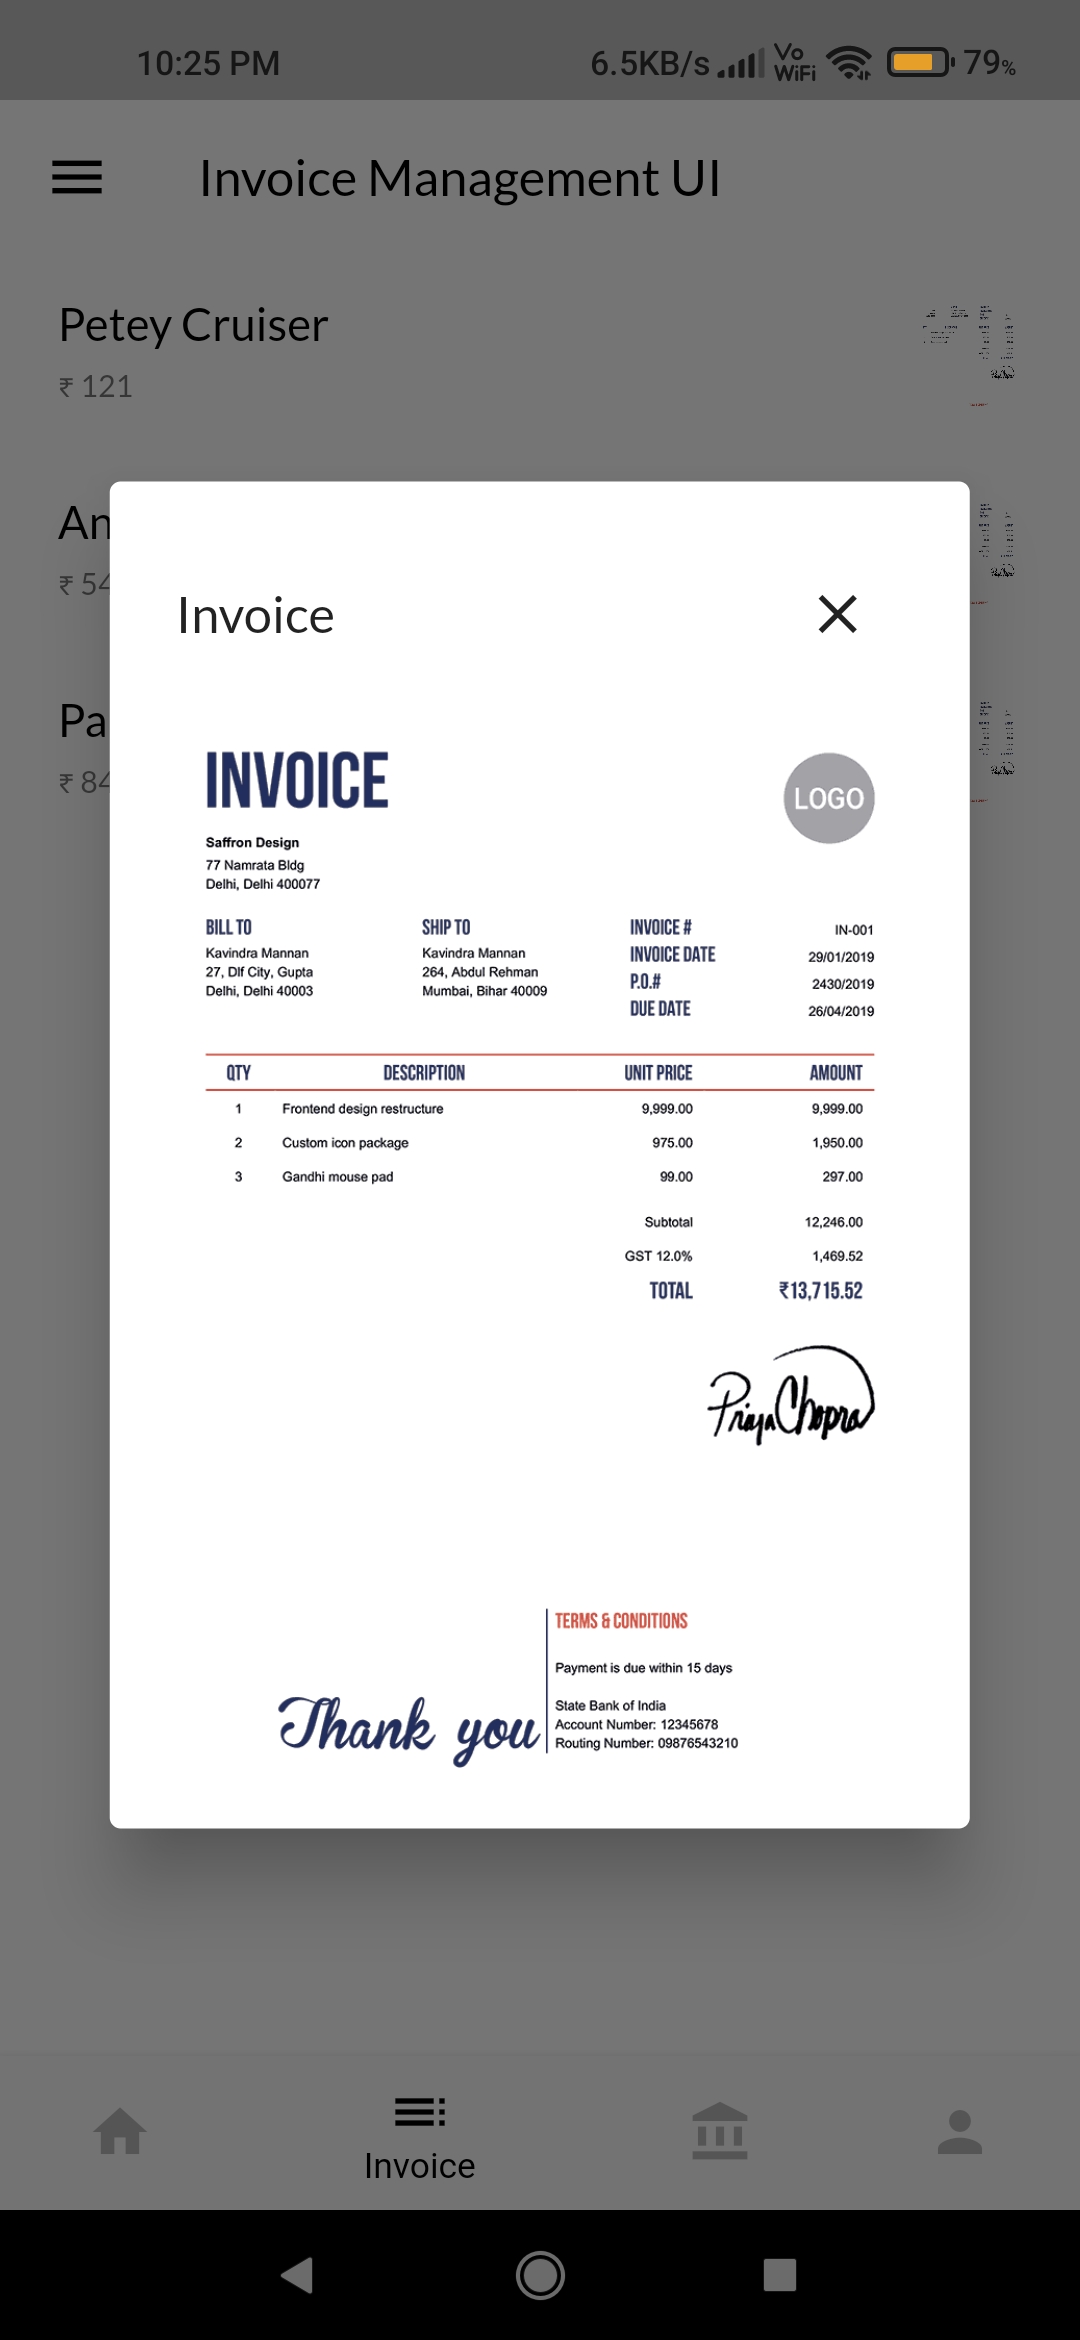 10:25 PM 6.5KB/s Vo WiFi 79%
Invoice Management UI
Petey Cruiser
₹ 121
An
₹ 54
Pa
₹ 84
Invoice
INVOICE
LOGO
Saffron Design
77 Namrata Bldg
Delhi, Delhi 400077
BILL TO
Kavindra Mannan
27, Dlf City, Gupta
Delhi, Delhi 40003
SHIP TO
Kavindra Mannan
264, Abdul Rehman
Mumbai, Bihar 40009
INVOICE # IN-001
INVOICE DATE 29/01/2019
P.O.# 2430/2019
DUE DATE 26/04/2019
QTY DESCRIPTION UNIT PRICE AMOUNT
1 Frontend design restructure 9,999.00 9,999.00
2 Custom icon package 975.00 1,950.00
3 Gandhi mouse pad 99.00 297.00
Subtotal 12,246.00
GST 12.0% 1,469.52
TOTAL ₹13,715.52
Priya Chopra
Thank you
TERMS & CONDITIONS
Payment is due within 15 days
State Bank of India
Account Number: 12345678
Routing Number: 09876543210
Invoice